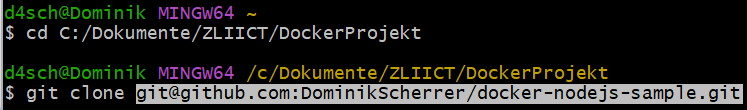 d4sch@Dominik MINGW64 ~
$ cd C:/Dokumente/ZLIICT/DockerProjekt
d4sch@Dominik MINGW64 /c/Dokumente/ZLIICT/DockerProjekt
$ git clone git@github.com:DominikScherrer/docker-nodejs-sample.git